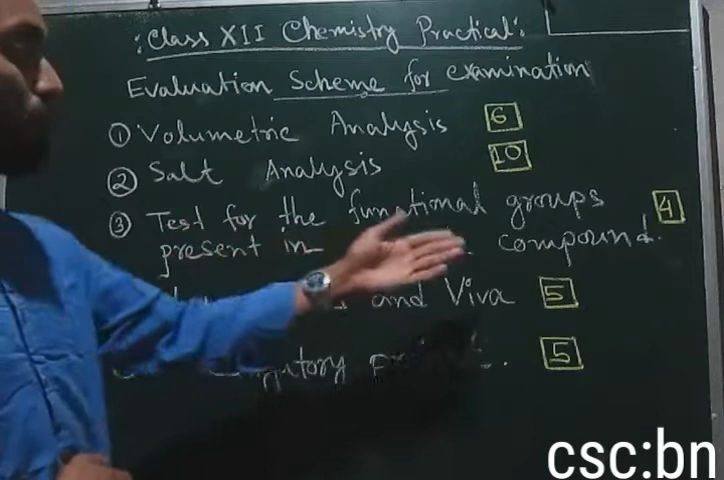 : Class XII Chemistry Practical :
Evaluation Scheme for examination
① Volumetric Analysis 6
② Salt Analysis 10
③ Test for the functional groups 4
present in compound.
and Viva 5
5
csc:bn